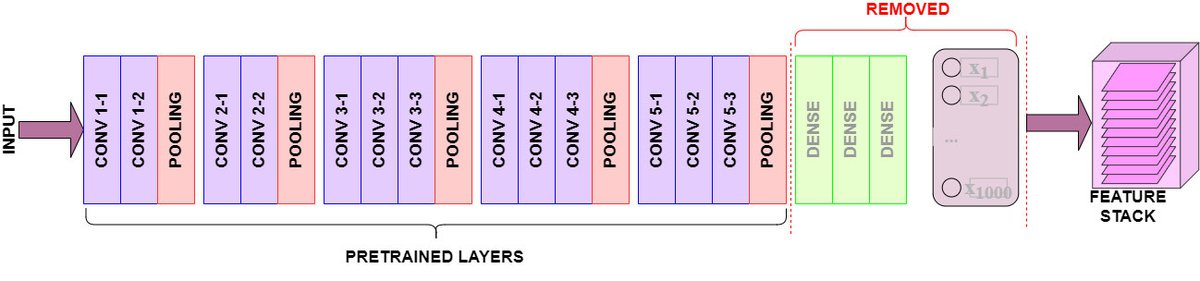 REMOVED
INPUT
CONV 1-1
CONV 1-2
POOLING
CONV 2-1
CONV 2-2
POOLING
CONV 3-1
CONV 3-2
CONV 3-3
POOLING
CONV 4-1
CONV 4-2
CONV 4-3
POOLING
CONV 5-1
CONV 5-2
CONV 5-3
POOLING
DENSE
DENSE
DENSE
x1
x2
...
x1000
FEATURE
STACK
PRETRAINED LAYERS